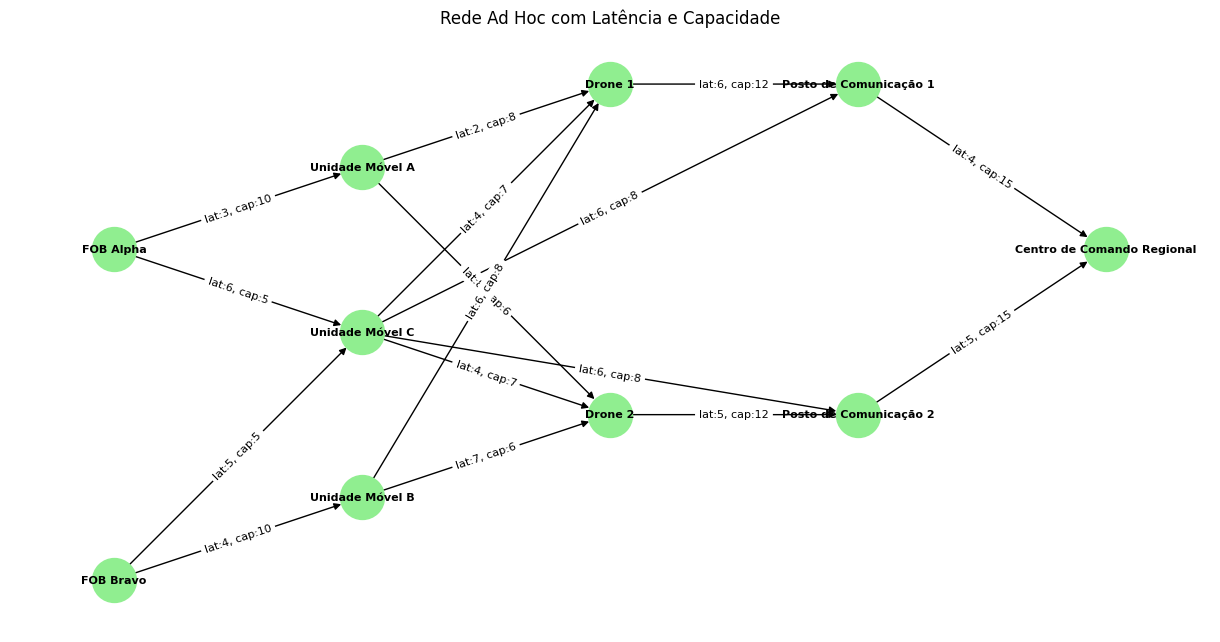 Rede Ad Hoc com Latência e Capacidade
Drone 1
lat:6, cap:12
Posto de Comunicação 1
lat:2, cap:8
Unidade Móvel A
lat:4, cap:15
lat:3, cap:10
lat:4, cap:7
lat:6, cap:8
FOB Alpha
Centro de Comando Regional
lat:6, cap:5
lat: cap:6
lat:6, cap:8
Unidade Móvel C
lat:5, cap:15
lat:4, cap:7
lat:6, cap:8
Drone 2
lat:5, cap:12
Posto de Comunicação 2
lat:5, cap:5
lat:7, cap:6
Unidade Móvel B
lat:4, cap:10
FOB Bravo